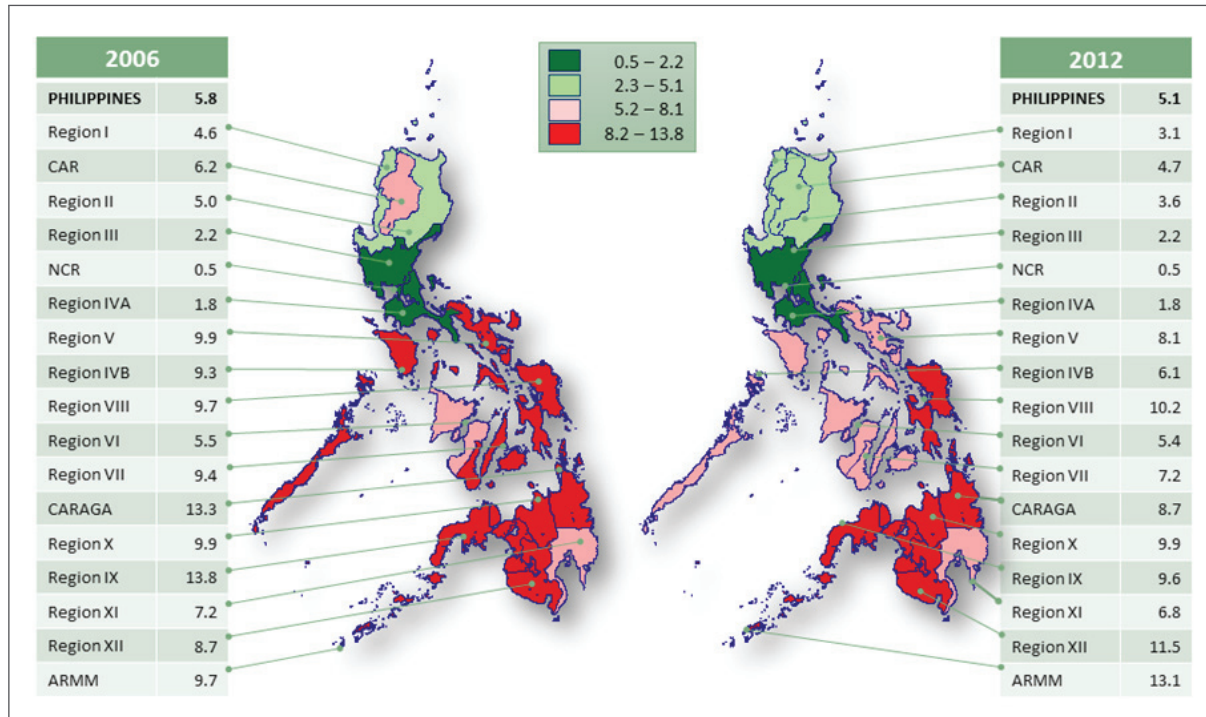 2006
PHILIPPINES 5.8
Region I 4.6
CAR 6.2
Region II 5.0
Region III 2.2
NCR 0.5
Region IVA 1.8
Region V 9.9
Region IVB 9.3
Region VIII 9.7
Region VI 5.5
Region VII 9.4
CARAGA 13.3
Region X 9.9
Region IX 13.8
Region XI 7.2
Region XII 8.7
ARMM 9.7
0.5 – 2.2
2.3 – 5.1
5.2 – 8.1
8.2 – 13.8
2012
PHILIPPINES 5.1
Region I 3.1
CAR 4.7
Region II 3.6
Region III 2.2
NCR 0.5
Region IVA 1.8
Region V 8.1
Region IVB 6.1
Region VIII 10.2
Region VI 5.4
Region VII 7.2
CARAGA 8.7
Region X 9.9
Region IX 9.6
Region XI 6.8
Region XII 11.5
ARMM 13.1